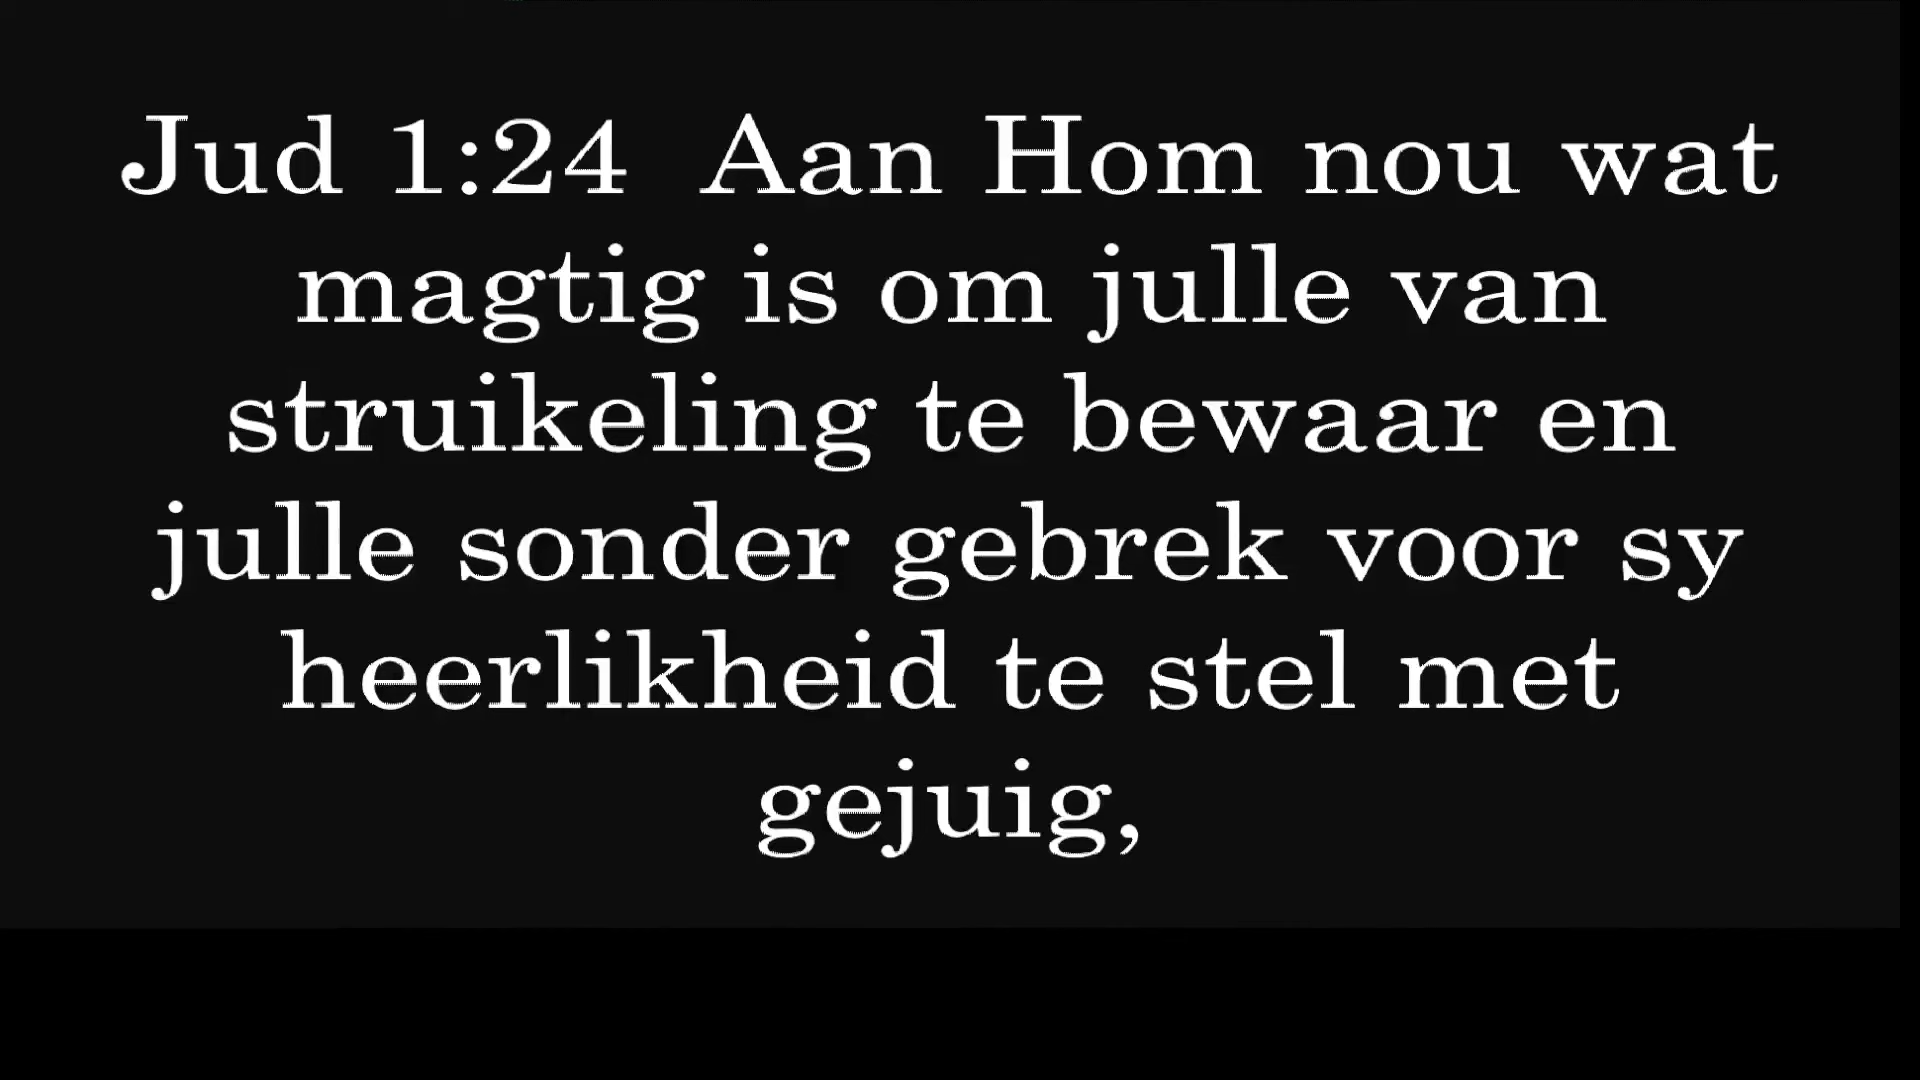 Jud 1:24  Aan Hom nou wat
magtig is om julle van
struikeling te bewaar en
julle sonder gebrek voor sy
heerlikheid te stel met
gejuig,